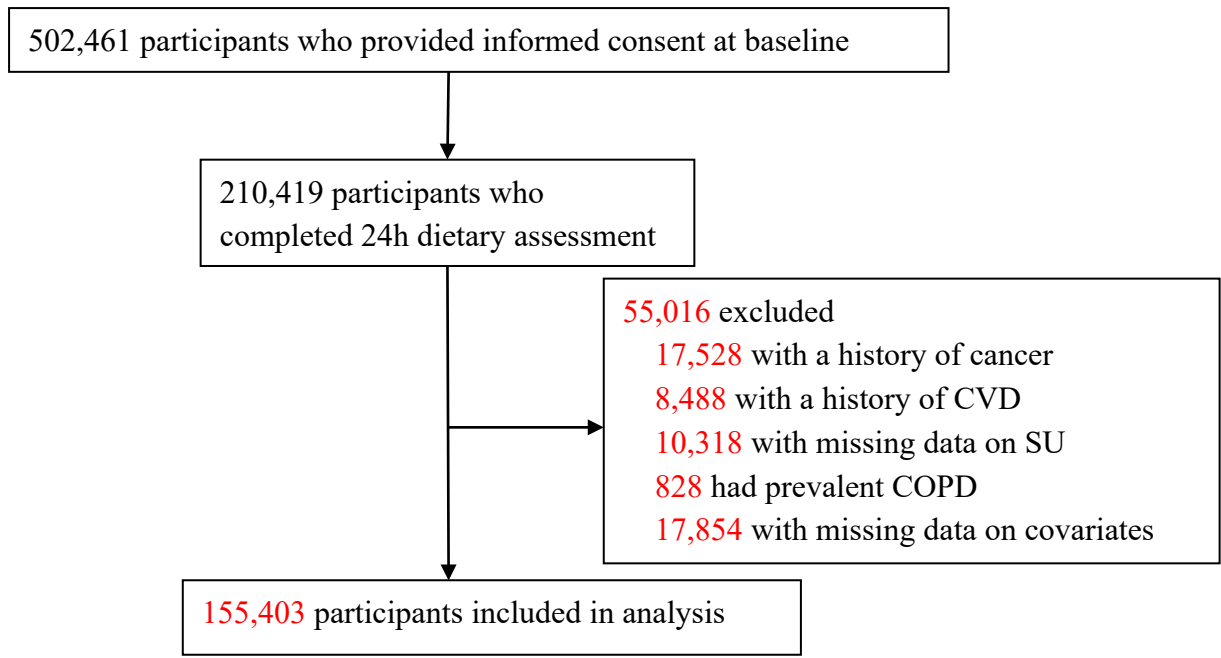 502,461 participants who provided informed consent at baseline
210,419 participants who
completed 24h dietary assessment
55,016 excluded
17,528 with a history of cancer
8,488 with a history of CVD
10,318 with missing data on SU
828 had prevalent COPD
17,854 with missing data on covariates
155,403 participants included in analysis